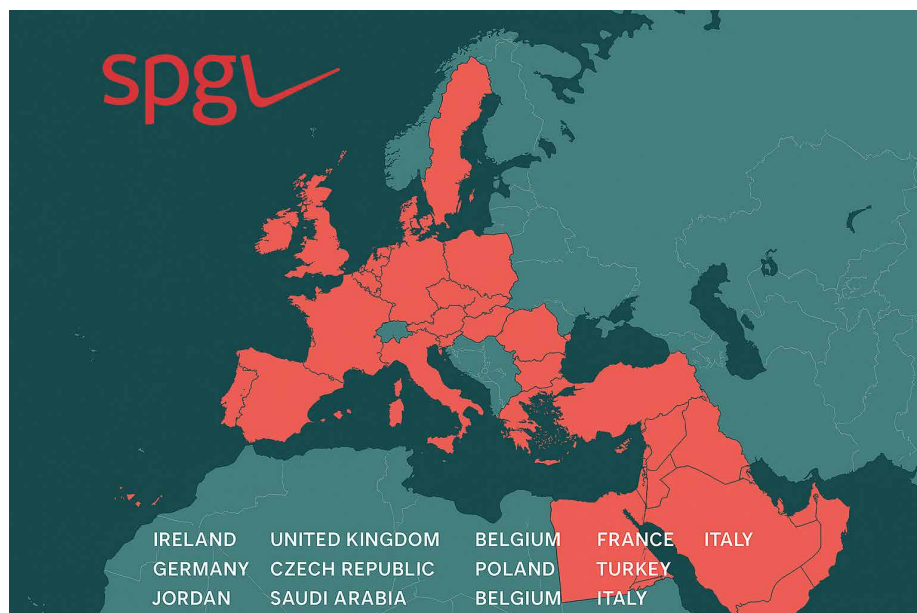 spgl
IRELAND UNITED KINGDOM BELGIUM FRANCE ITALY
GERMANY CZECH REPUBLIC POLAND TURKEY
JORDAN SAUDI ARABIA BELGIUM ITALY